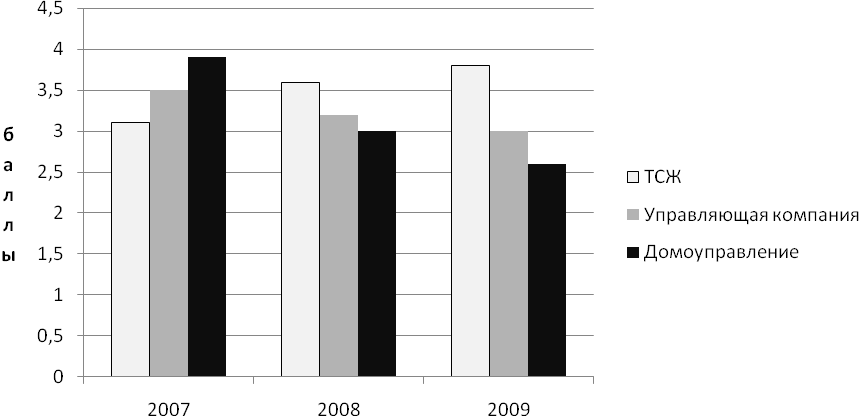 4,5
4
3,5
3
2,5
2
1,5
1
0,5
0
баллы
2007 2008 2009
ТСЖ
Управляющая компания
Домоуправление